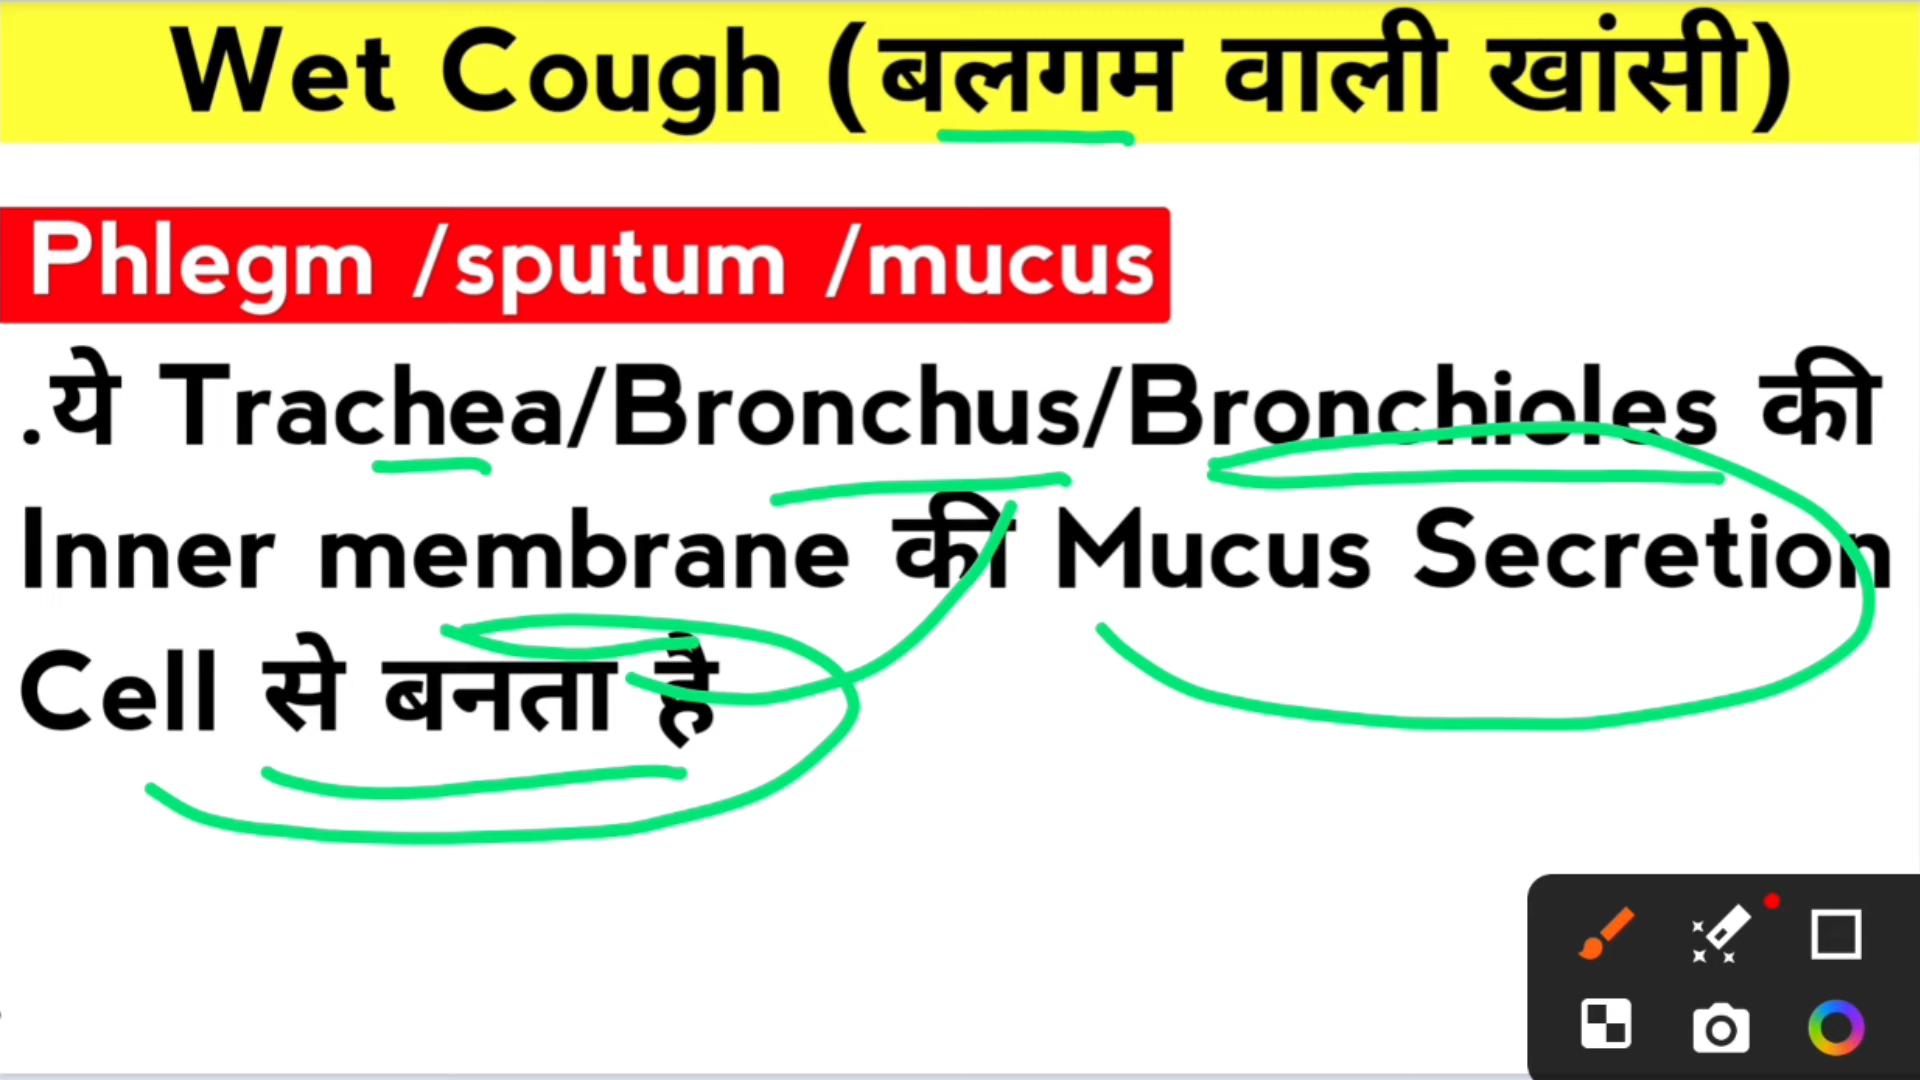 Wet Cough (बलगम वाली खांसी)
Phlegm /sputum /mucus
.ये Trachea/Bronchus/Bronchioles की
Inner membrane की Mucus Secretion
Cell से बनता है